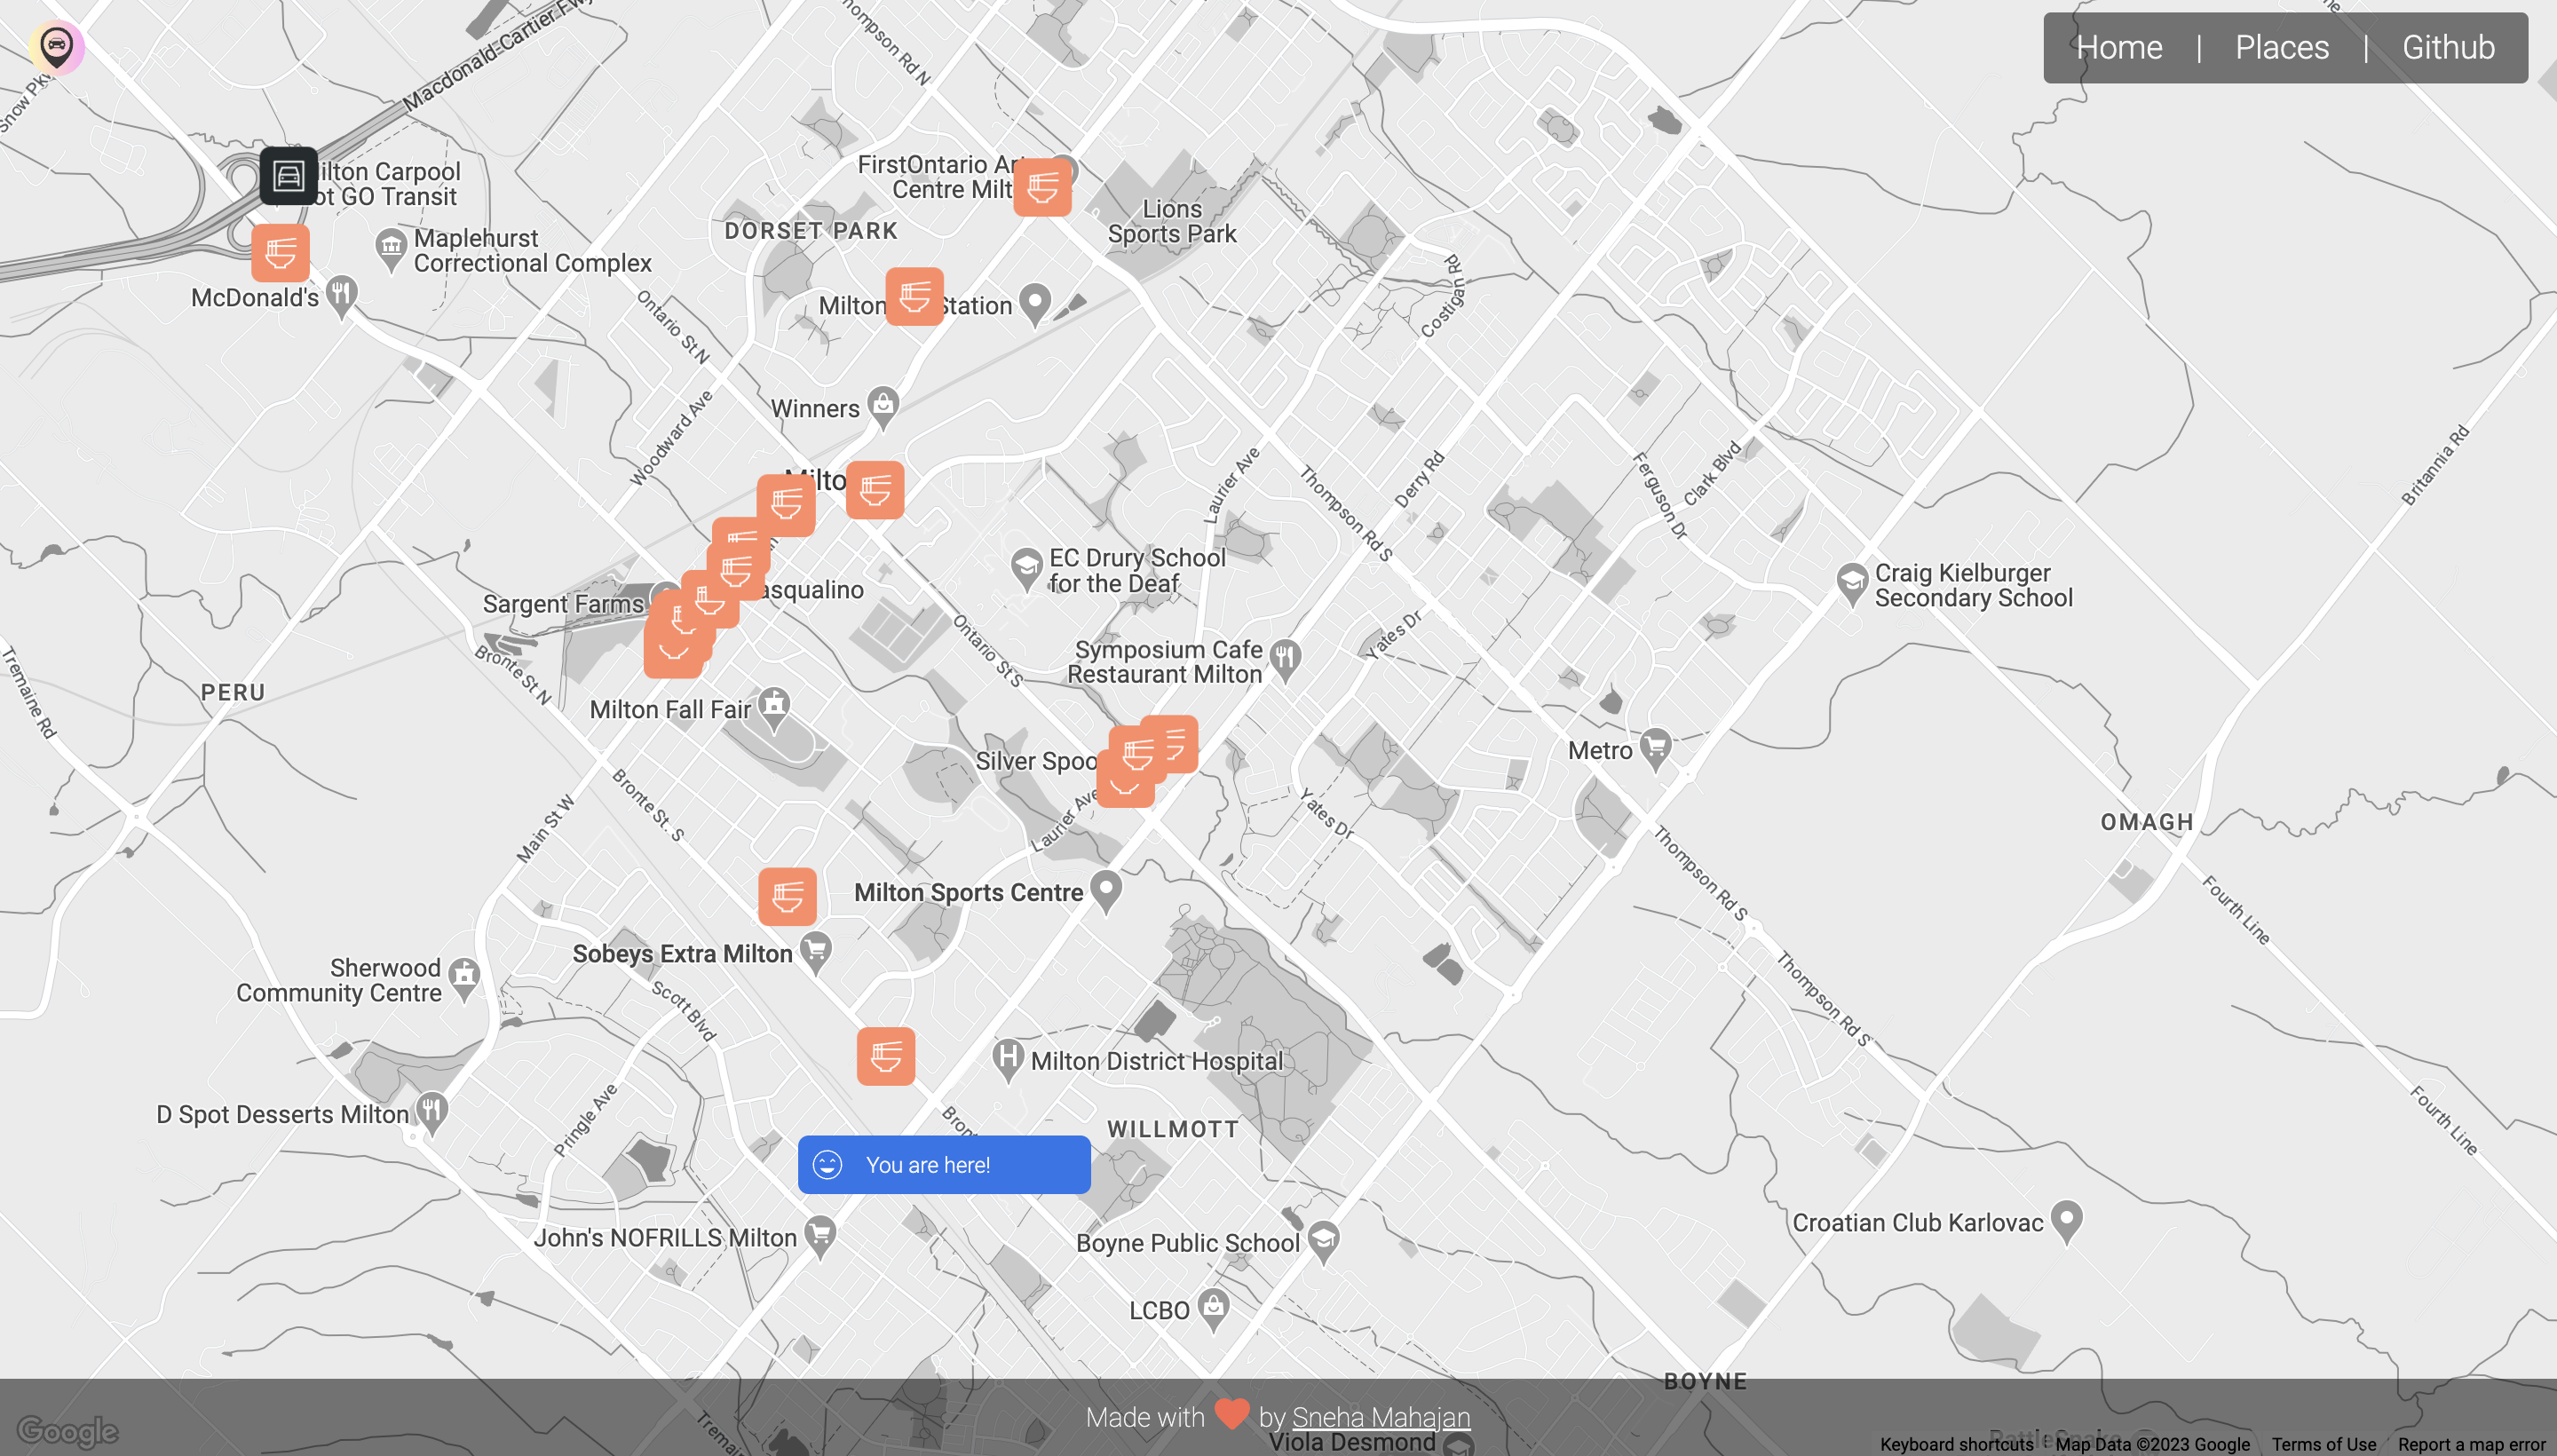 Home | Places | Github
Macdonald-Cartier Fwy
Thompson Rd N
Snow Pkwy
ilton Carpool
ot GO Transit
FirstOntario Art
Centre Milt
Lions
Sports Park
DORSET PARK
Maplehurst
Correctional Complex
McDonald's
Costigan Rd
Milton Station
Ontario St N
Woodward Ave
Winners
Milto
Laurier Ave
Thompson Rd S
Derry Rd
Ferguson Dr
Clark Blvd
Britannia Rd
EC Drury School
for the Deaf
asqualino
Sargent Farms
Craig Kielburger
Secondary School
Ontario St S
Yates Dr
Symposium Cafe
Restaurant Milton
Tremaine Rd
Bronte St N
PERU
Milton Fall Fair
Silver Spoo
Metro
Bronte St. S
Main St W
Laurier Ave
Yates Dr
OMAGH
Thompson Rd S
Fourth Line
Milton Sports Centre
Sobeys Extra Milton
Sherwood
Community Centre
Scott Blvd
Thompson Rd S
Milton District Hospital
D Spot Desserts Milton
Pringle Ave
Bront
WILLMOTT
Fourth Line
You are here!
John's NOFRILLS Milton
Boyne Public School
Croatian Club Karlovac
LCBO
BOYNE
Made with by Sneha Mahajan
Google
Tremai
Viola Desmond
RattleSnake
Keyboard shortcuts
Map Data ©2023 Google
Terms of Use
Report a map error